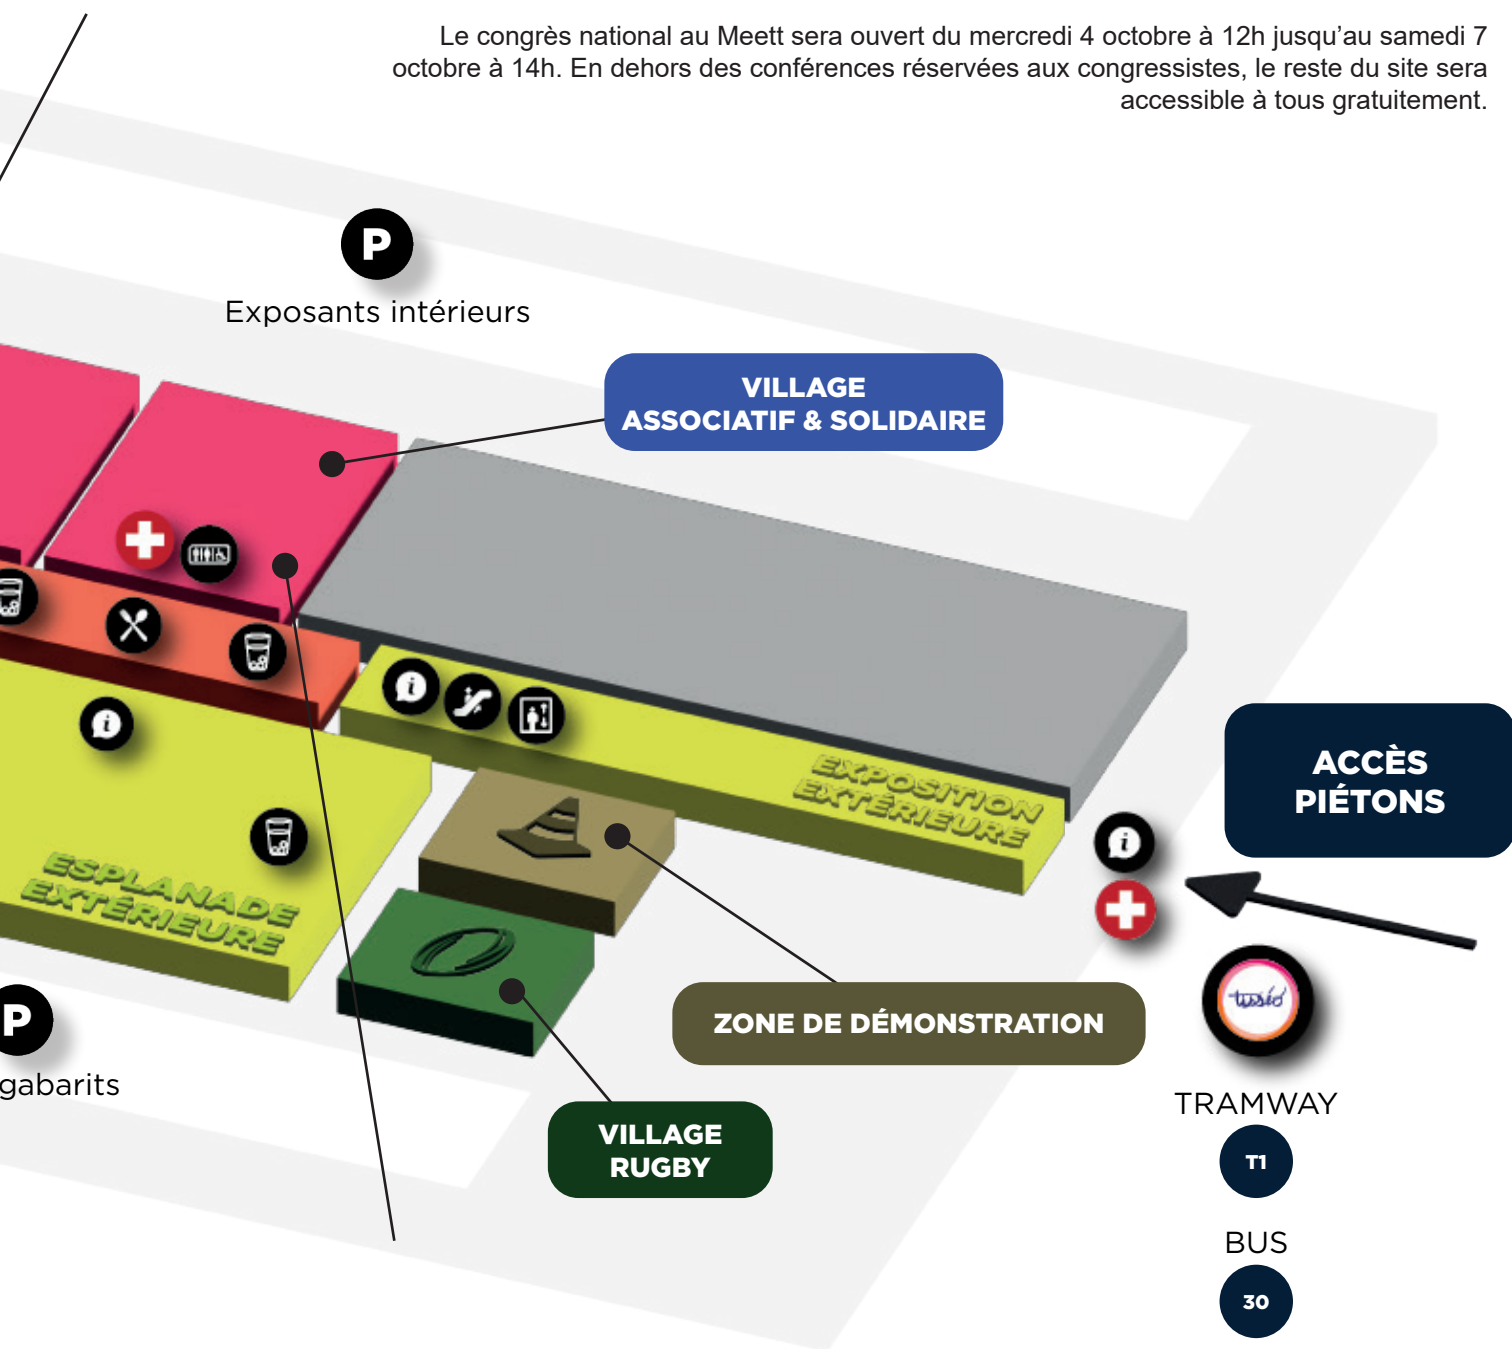 Le congrès national au Meett sera ouvert du mercredi 4 octobre à 12h jusqu'au samedi 7
octobre à 14h. En dehors des conférences réservées aux congressistes, le reste du site sera
accessible à tous gratuitement.
P
Exposants intérieurs
VILLAGE
ASSOCIATIF & SOLIDAIRE
i
i
EXPOSITION
EXTÉRIEURE
ACCÈS
PIÉTONS
i
ESPLANADE
EXTÉRIEURE
tisséo
P
gabarits
ZONE DE DÉMONSTRATION
VILLAGE
RUGBY
TRAMWAY
T1
BUS
30